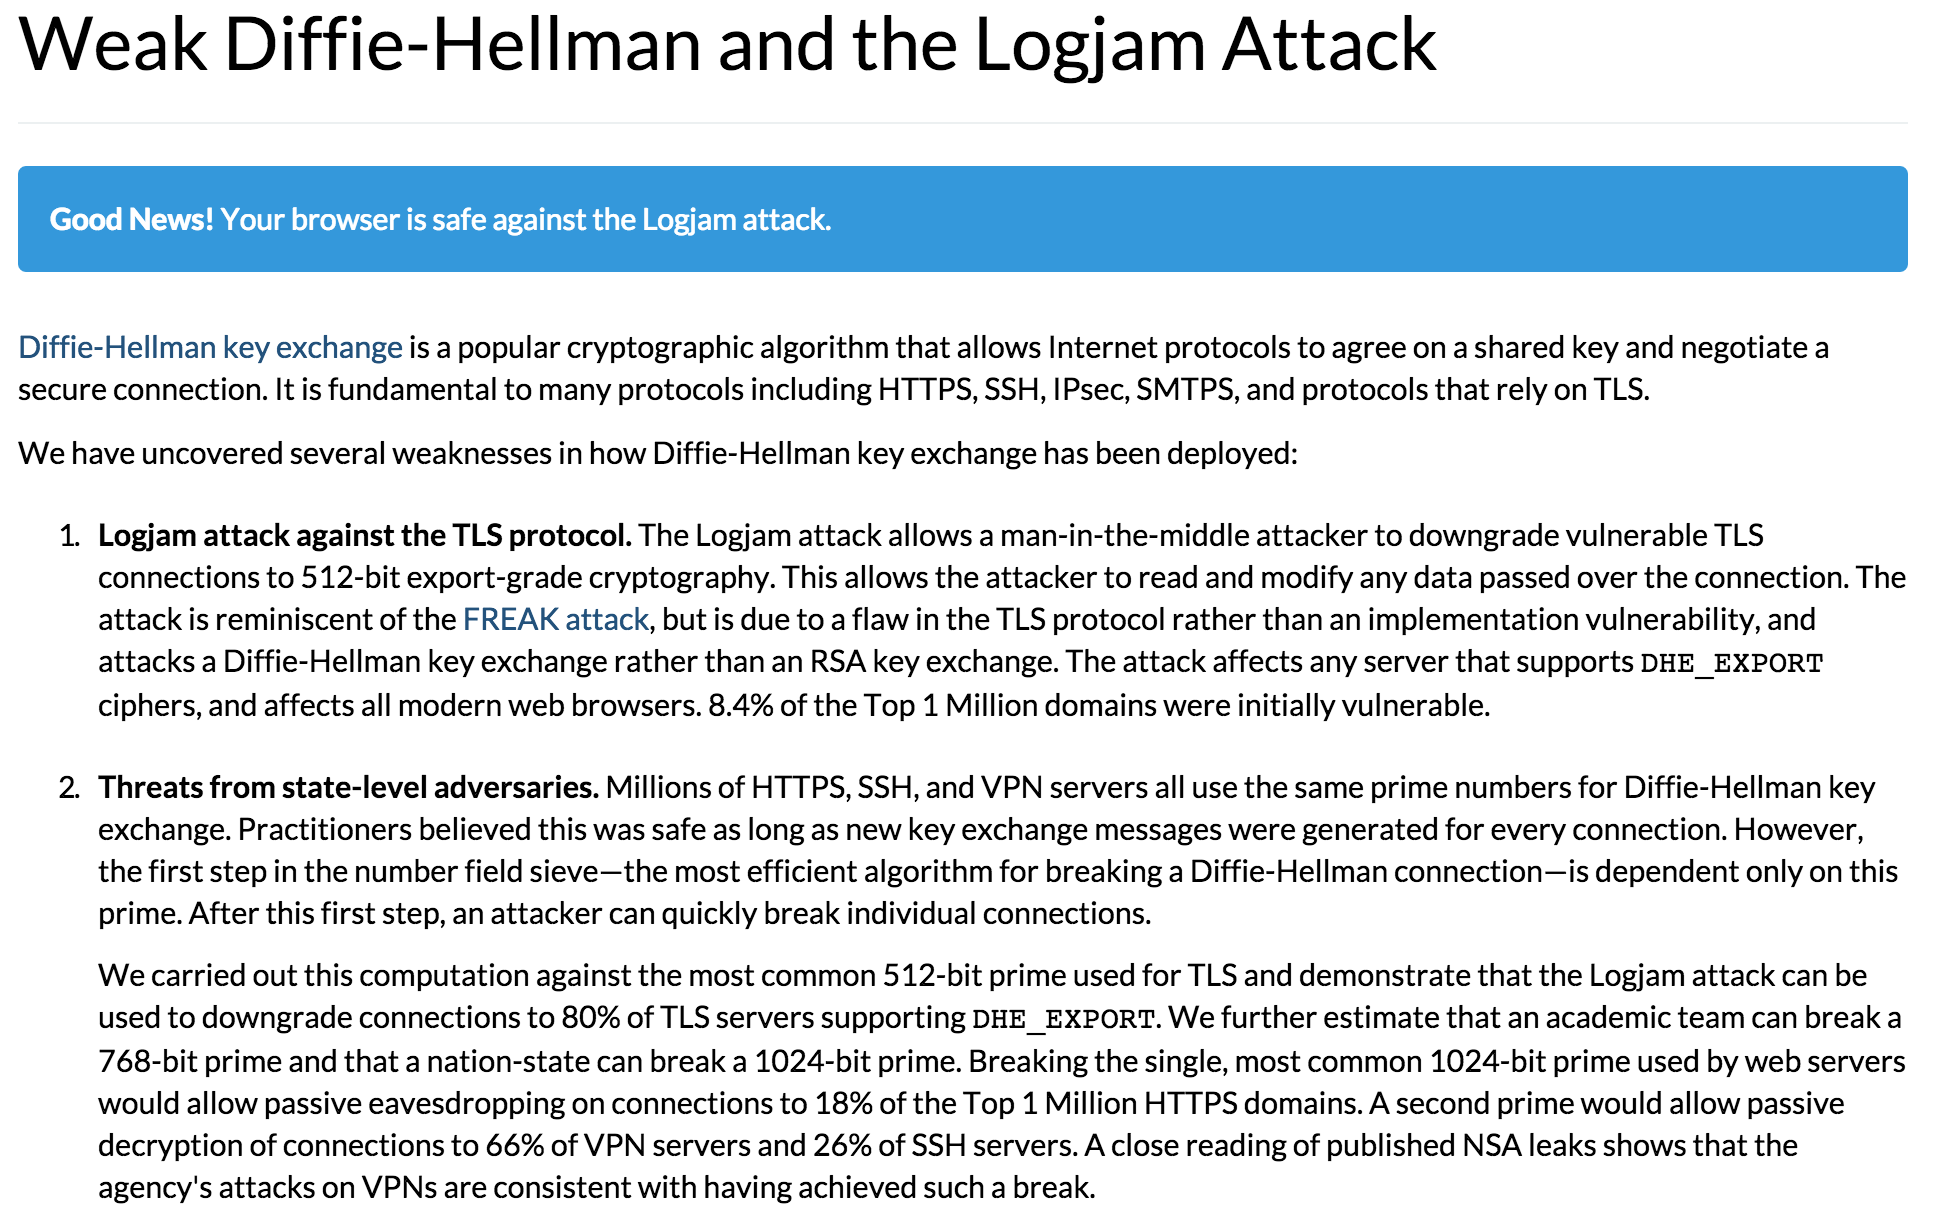 Weak Diffie-Hellman and the Logjam Attack
Good News! Your browser is safe against the Logjam attack.
Diffie-Hellman key exchange is a popular cryptographic algorithm that allows Internet protocols to agree on a shared key and negotiate a
secure connection. It is fundamental to many protocols including HTTPS, SSH, IPsec, SMTPS, and protocols that rely on TLS.
We have uncovered several weaknesses in how Diffie-Hellman key exchange has been deployed:
1. Logjam attack against the TLS protocol. The Logjam attack allows a man-in-the-middle attacker to downgrade vulnerable TLS
connections to 512-bit export-grade cryptography. This allows the attacker to read and modify any data passed over the connection. The
attack is reminiscent of the FREAK attack, but is due to a flaw in the TLS protocol rather than an implementation vulnerability, and
attacks a Diffie-Hellman key exchange rather than an RSA key exchange. The attack affects any server that supports DHE_EXPORT
ciphers, and affects all modern web browsers. 8.4% of the Top 1 Million domains were initially vulnerable.
2. Threats from state-level adversaries. Millions of HTTPS, SSH, and VPN servers all use the same prime numbers for Diffie-Hellman key
exchange. Practitioners believed this was safe as long as new key exchange messages were generated for every connection. However,
the first step in the number field sieve—the most efficient algorithm for breaking a Diffie-Hellman connection—is dependent only on this
prime. After this first step, an attacker can quickly break individual connections.
We carried out this computation against the most common 512-bit prime used for TLS and demonstrate that the Logjam attack can be
used to downgrade connections to 80% of TLS servers supporting DHE_EXPORT. We further estimate that an academic team can break a
768-bit prime and that a nation-state can break a 1024-bit prime. Breaking the single, most common 1024-bit prime used by web servers
would allow passive eavesdropping on connections to 18% of the Top 1 Million HTTPS domains. A second prime would allow passive
decryption of connections to 66% of VPN servers and 26% of SSH servers. A close reading of published NSA leaks shows that the
agency's attacks on VPNs are consistent with having achieved such a break.